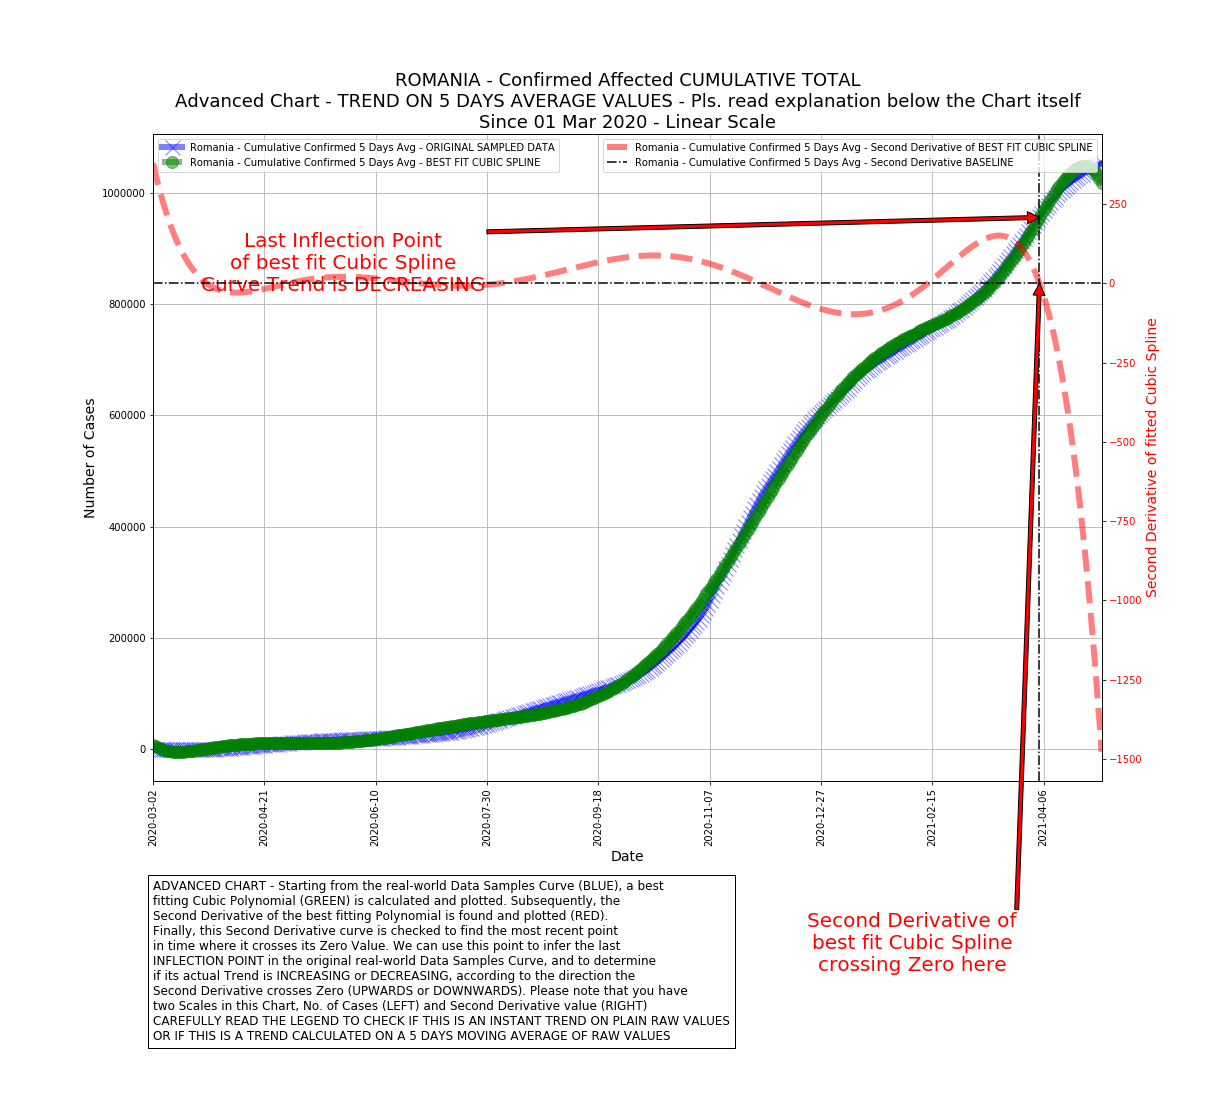 ROMANIA - Confirmed Affected CUMULATIVE TOTAL
Advanced Chart - TREND ON 5 DAYS AVERAGE VALUES - Pls. read explanation below the Chart itself
Since 01 Mar 2020 - Linear Scale
Romania - Cumulative Confirmed 5 Days Avg - ORIGINAL SAMPLED DATA
Romania - Cumulative Confirmed 5 Days Avg - BEST FIT CUBIC SPLINE
Romania - Cumulative Confirmed 5 Days Avg - Second Derivative of BEST FIT CUBIC SPLINE
Romania - Cumulative Confirmed 5 Days Avg - Second Derivative BASELINE
Last Inflection Point
of best fit Cubic Spline
Curve Trend is DECREASING
Number of Cases
1000000
800000
600000
400000
200000
0
250
0
−250
−500
−750
−1000
−1250
−1500
Second Derivative of fitted Cubic Spline
2020-03-02
2020-04-21
2020-06-10
2020-07-30
2020-09-18
2020-11-07
2020-12-27
2021-02-15
2021-04-06
Date
ADVANCED CHART - Starting from the real-world Data Samples Curve (BLUE), a best
fitting Cubic Polynomial (GREEN) is calculated and plotted. Subsequently, the
Second Derivative of the best fitting Polynomial is found and plotted (RED).
Finally, this Second Derivative curve is checked to find the most recent point
in time where it crosses its Zero Value. We can use this point to infer the last
INFLECTION POINT in the original real-world Data Samples Curve, and to determine
if its actual Trend is INCREASING or DECREASING, according to the direction the
Second Derivative crosses Zero (UPWARDS or DOWNWARDS). Please note that you have
two Scales in this Chart, No. of Cases (LEFT) and Second Derivative value (RIGHT)
CAREFULLY READ THE LEGEND TO CHECK IF THIS IS AN INSTANT TREND ON PLAIN RAW VALUES
OR IF THIS IS A TREND CALCULATED ON A 5 DAYS MOVING AVERAGE OF RAW VALUES
Second Derivative of
best fit Cubic Spline
crossing Zero here